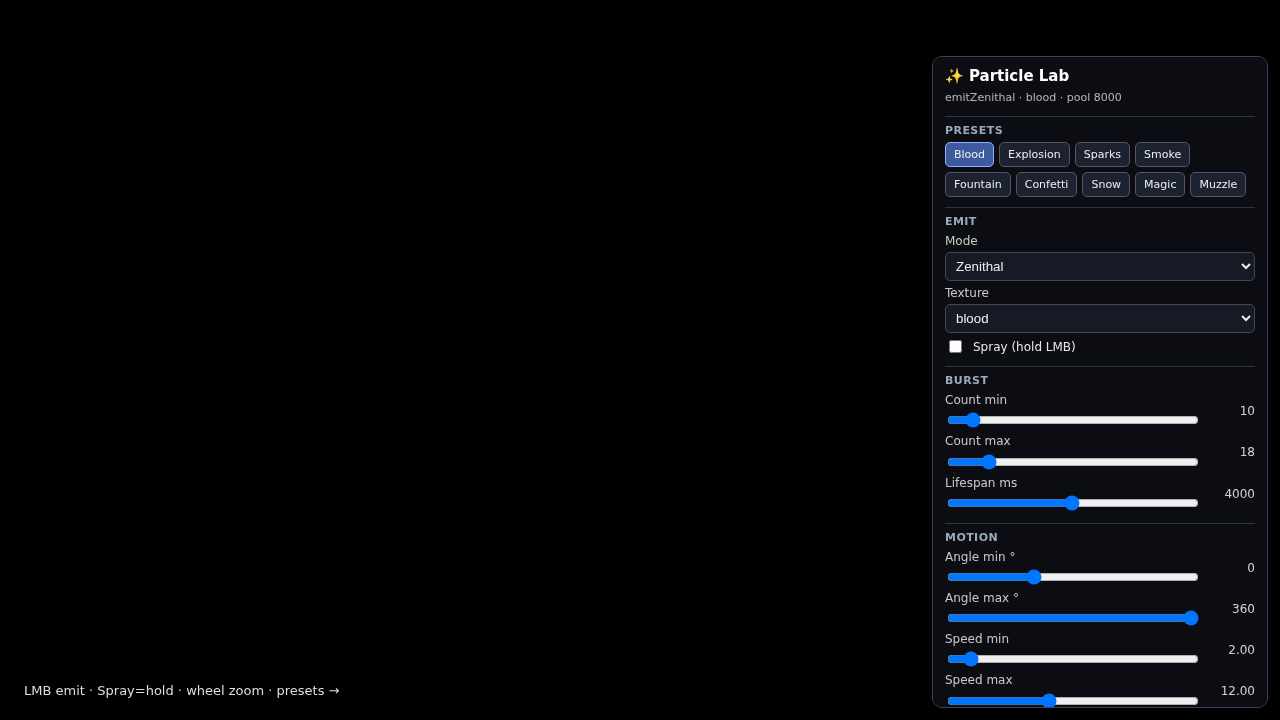 ✨ Particle Lab
emitZenithal · blood · pool 8000
PRESETS
Blood Explosion Sparks Smoke
Fountain Confetti Snow Magic Muzzle
EMIT
Mode
Zenithal
Texture
blood
Spray (hold LMB)
BURST
Count min
10
Count max
18
Lifespan ms
4000
MOTION
Angle min °
0
Angle max °
360
Speed min
2.00
Speed max
12.00
LMB emit · Spray=hold · wheel zoom · presets →